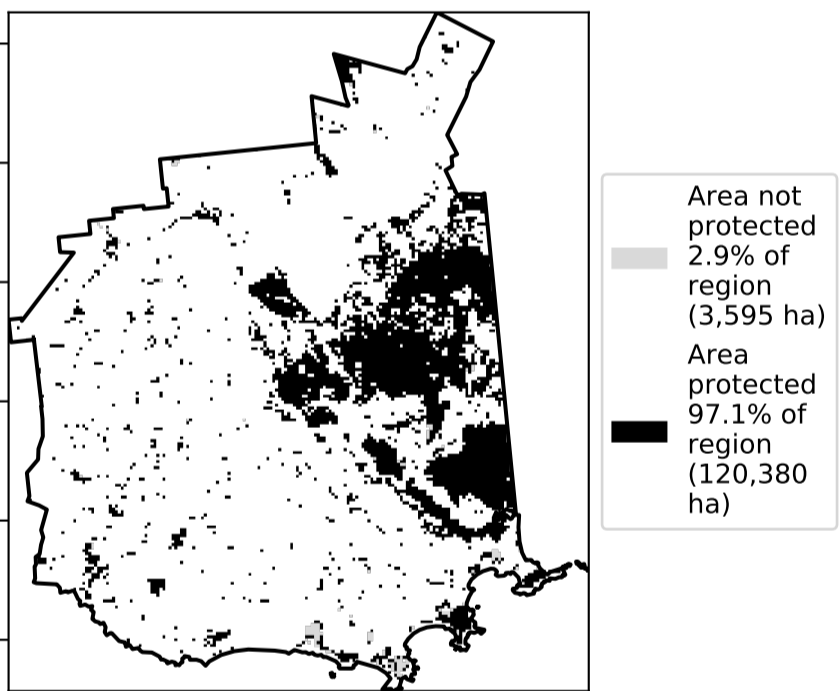 Area not
protected
2.9% of
region
(3,595 ha)
Area
protected
97.1% of
region
(120,380
ha)